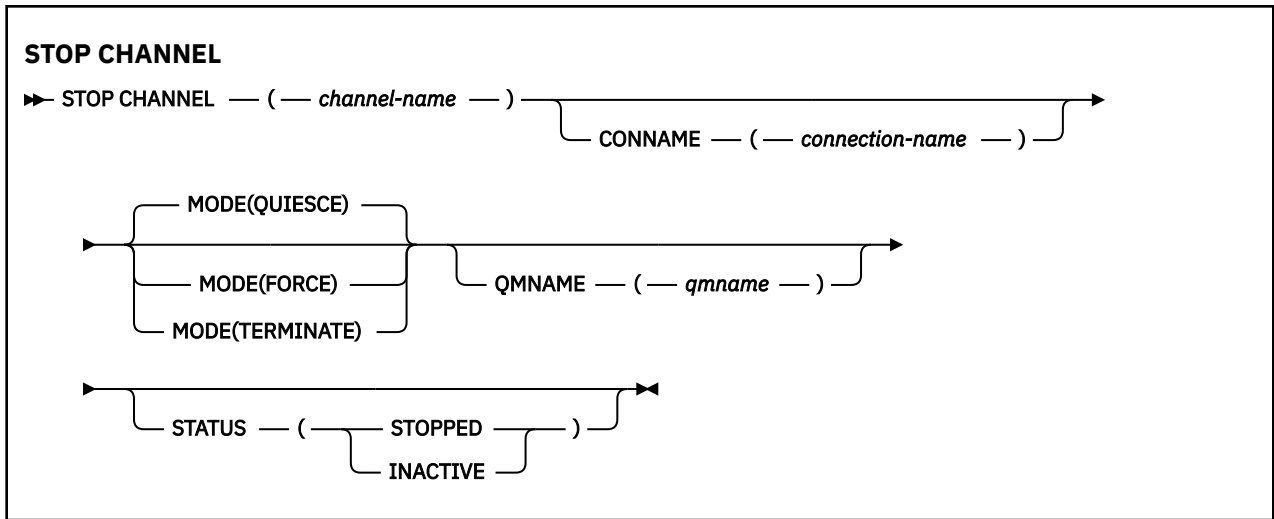 STOP CHANNEL
STOP CHANNEL ( channel-name )
CONNAME ( connection-name )
MODE(QUIESCE)
MODE(FORCE)
QMNAME ( qmname )
MODE(TERMINATE)
STATUS ( STOPPED )
INACTIVE